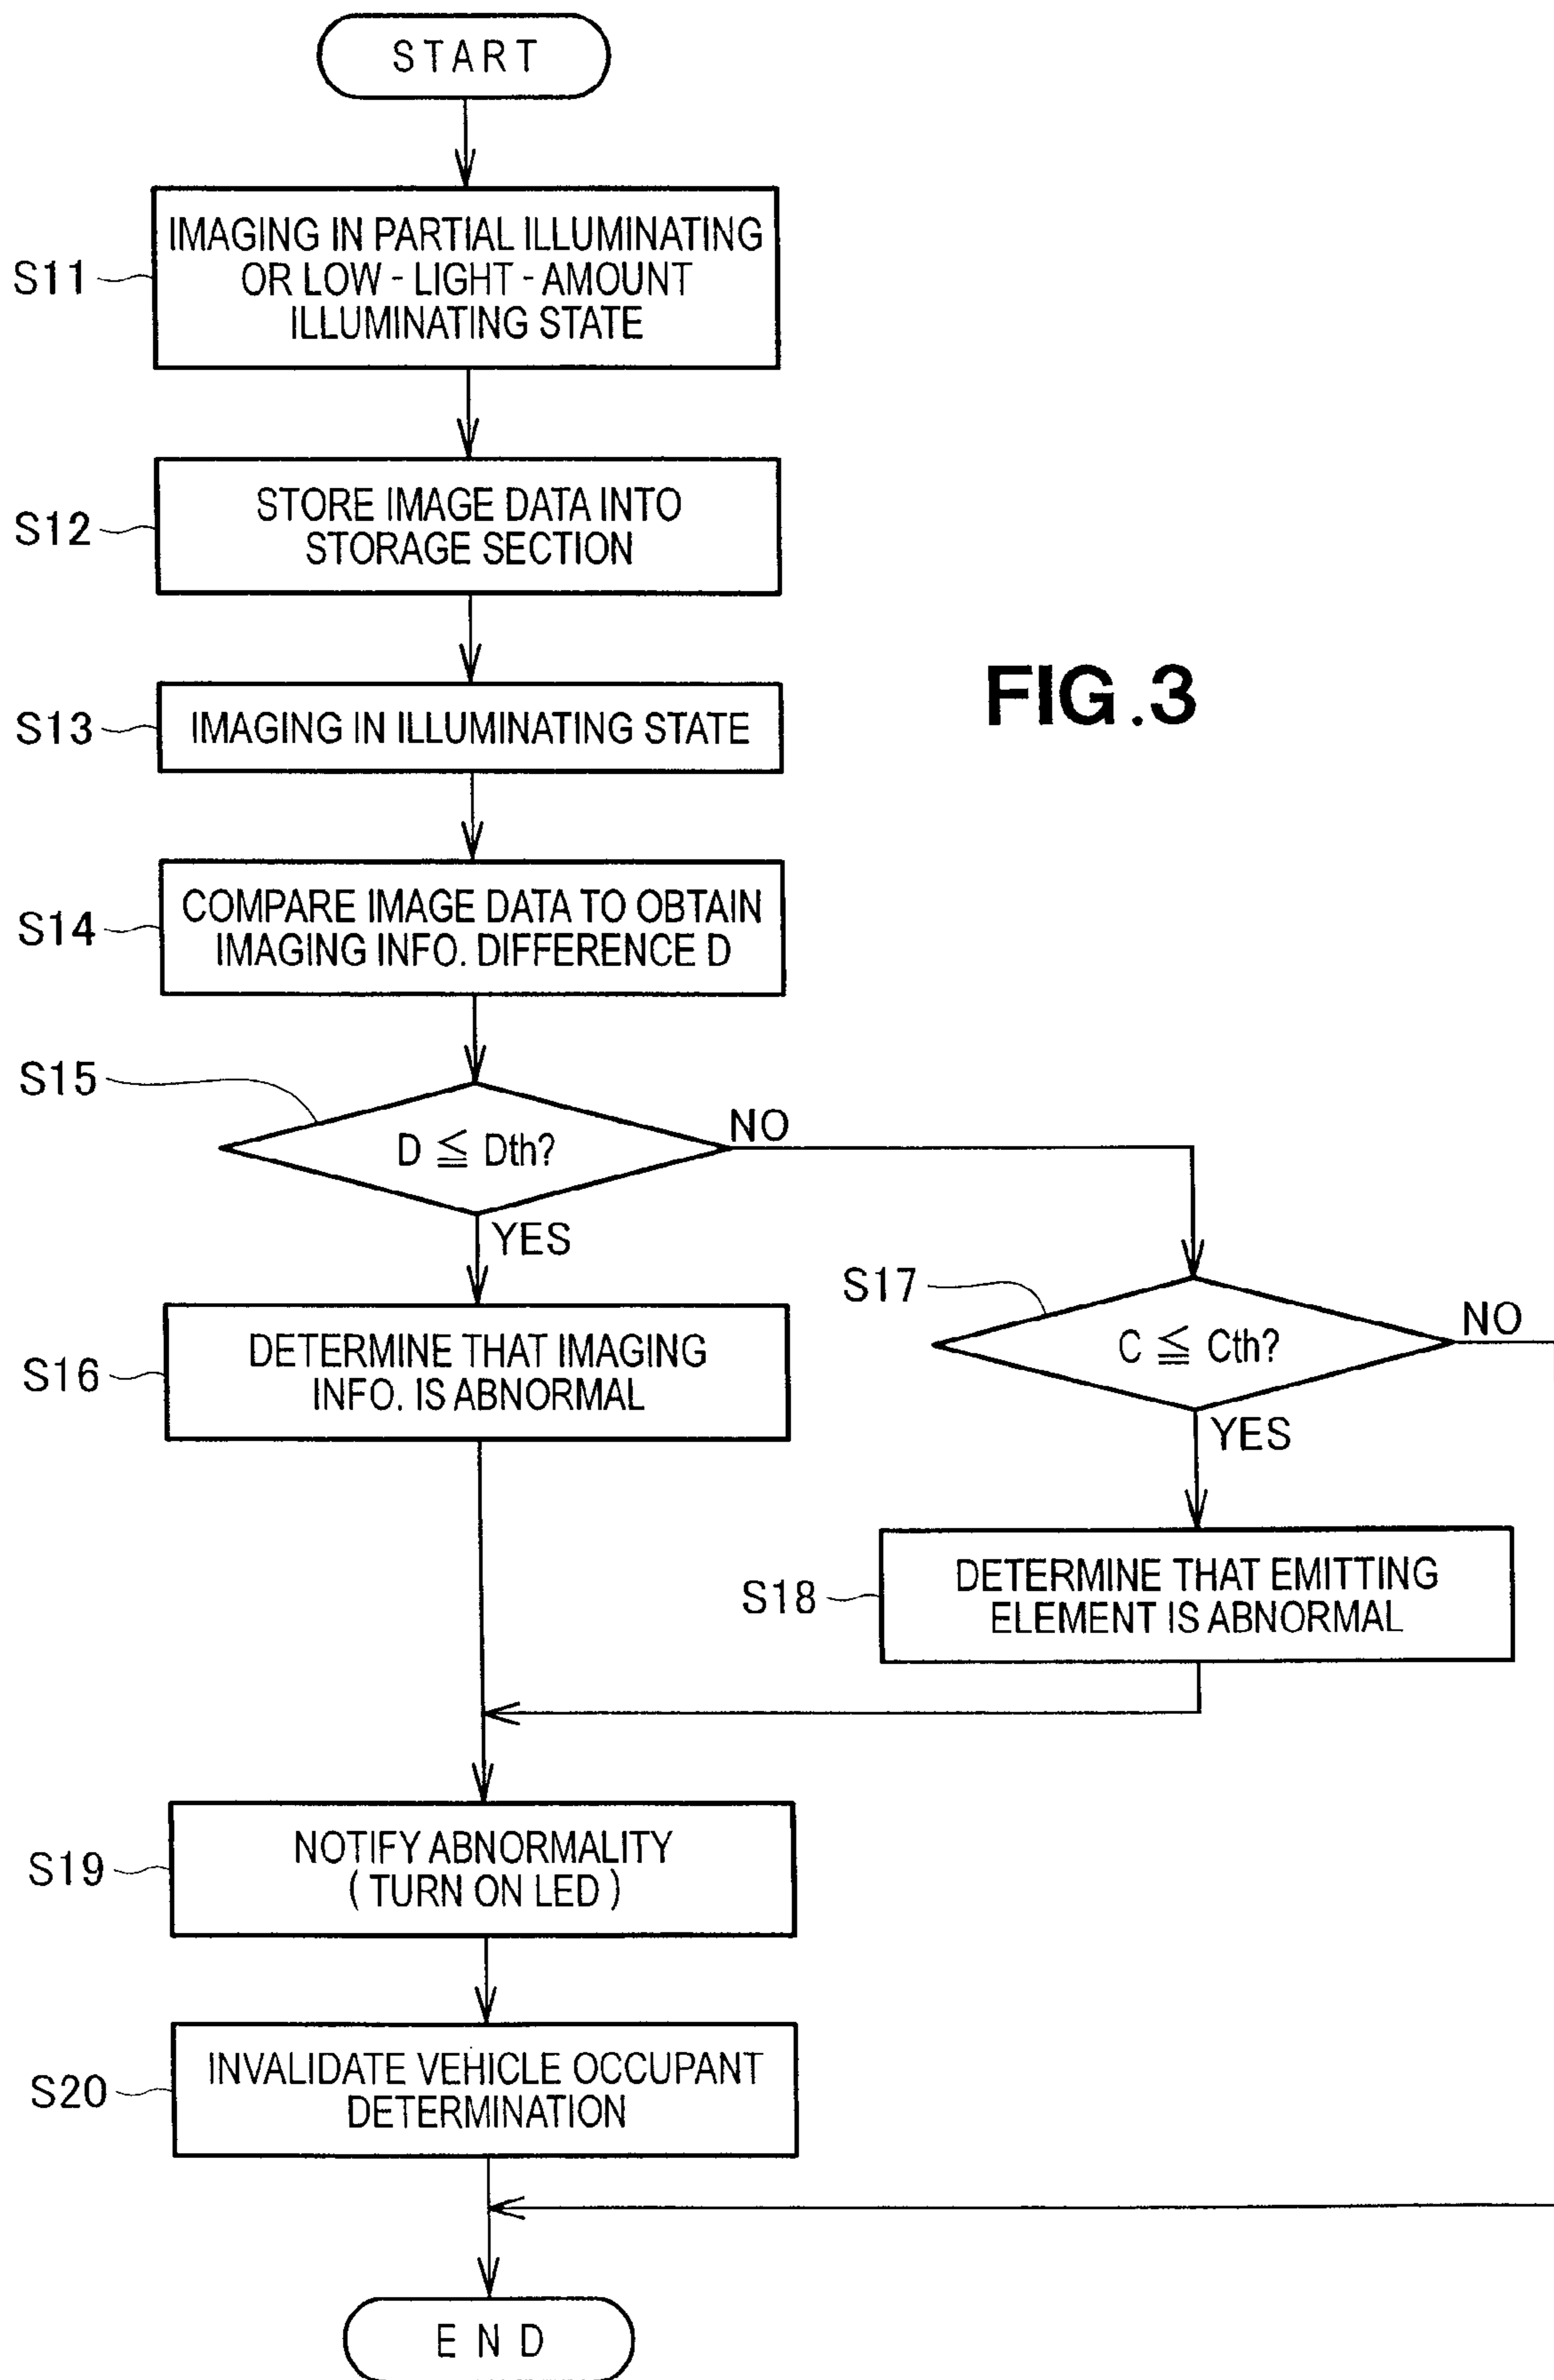 START
S11
IMAGING IN PARTIAL ILLUMINATING
OR LOW - LIGHT - AMOUNT
ILLUMINATING STATE
S12
STORE IMAGE DATA INTO
STORAGE SECTION
FIG.3
S13
IMAGING IN ILLUMINATING STATE
S14
COMPARE IMAGE DATA TO OBTAIN
IMAGING INFO. DIFFERENCE D
S15
D ≦ Dth?
NO
YES
S16
DETERMINE THAT IMAGING
INFO. IS ABNORMAL
S17
C ≦ Cth?
NO
YES
S18
DETERMINE THAT EMITTING
ELEMENT IS ABNORMAL
S19
NOTIFY ABNORMALITY
( TURN ON LED )
S20
INVALIDATE VEHICLE OCCUPANT
DETERMINATION
END